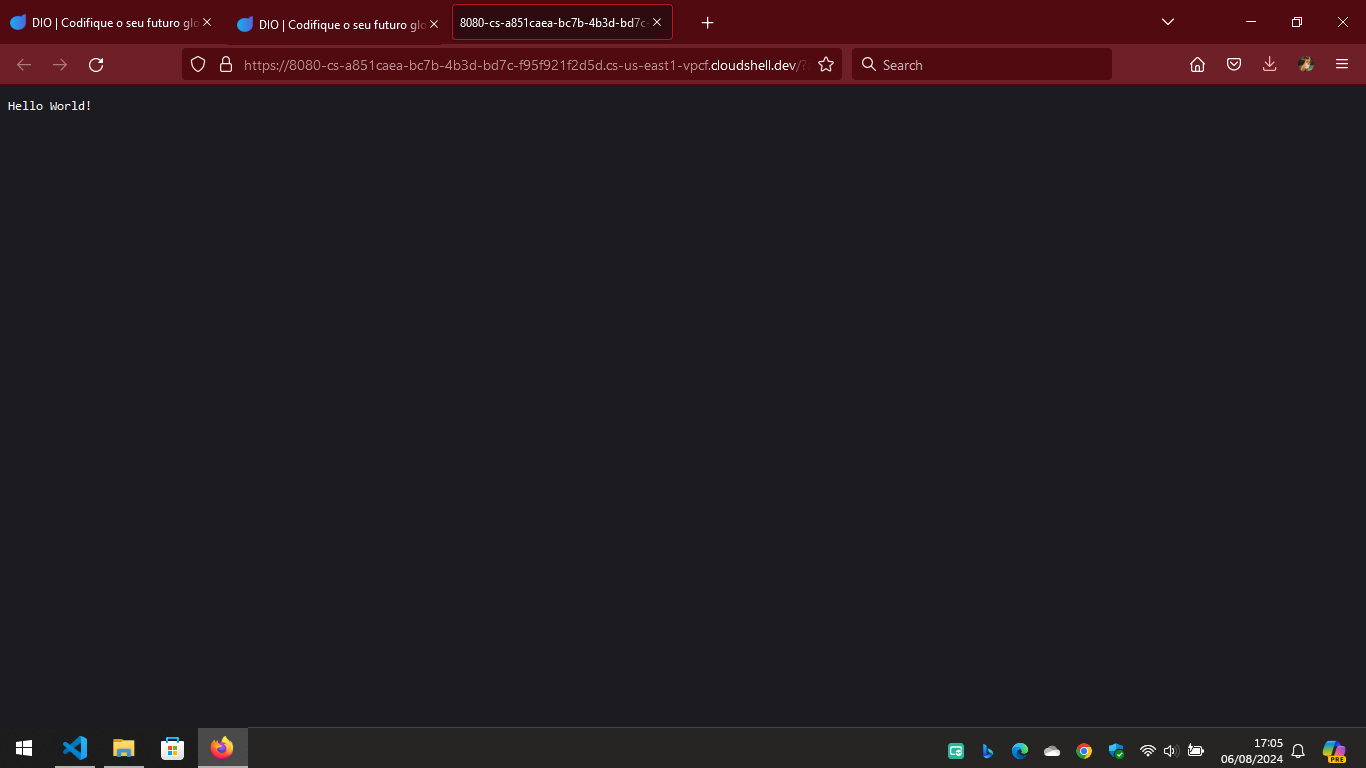 DIO | Codifique o seu futuro glo
DIO | Codifique o seu futuro glo
8080-cs-a851caea-bc7b-4b3d-bd7c-
https://8080-cs-a851caea-bc7b-4b3d-bd7c-f95f921f2d5d.cs-us-east1-vpcf.cloudshell.dev/?
Search
Hello World!
17:05
06/08/2024
PRE